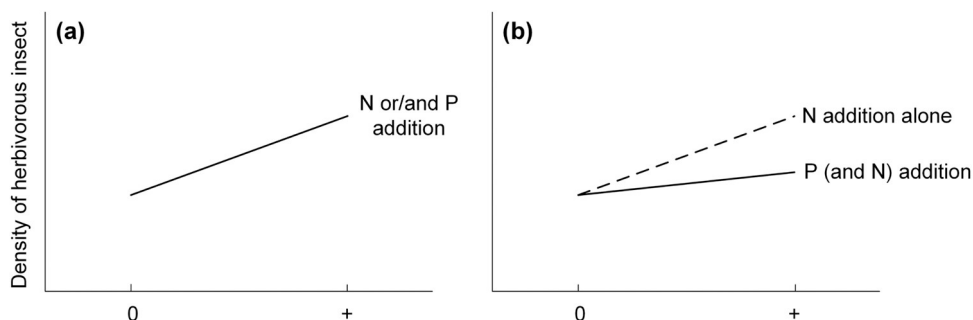 Density of herbivorous insect
(a)
N or/and P
addition
0
+
(b)
N addition alone
P (and N) addition
0
+